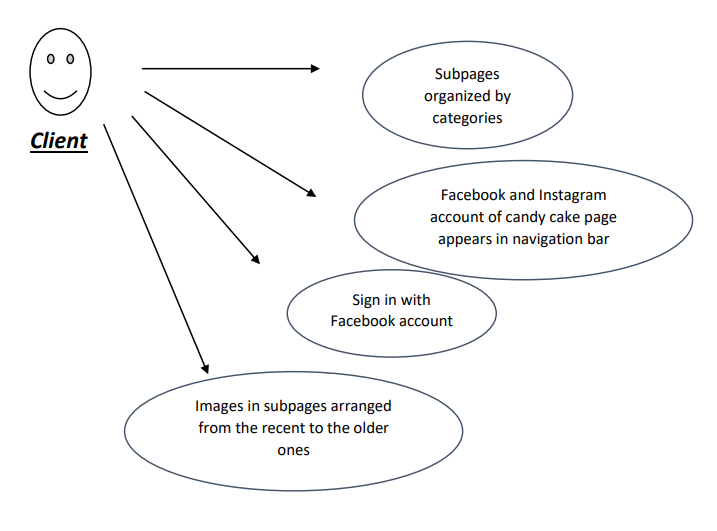 Client
Subpages
organized by
categories
Facebook and Instagram
account of candy cake page
appears in navigation bar
Sign in with
Facebook account
Images in subpages arranged
from the recent to the older
ones